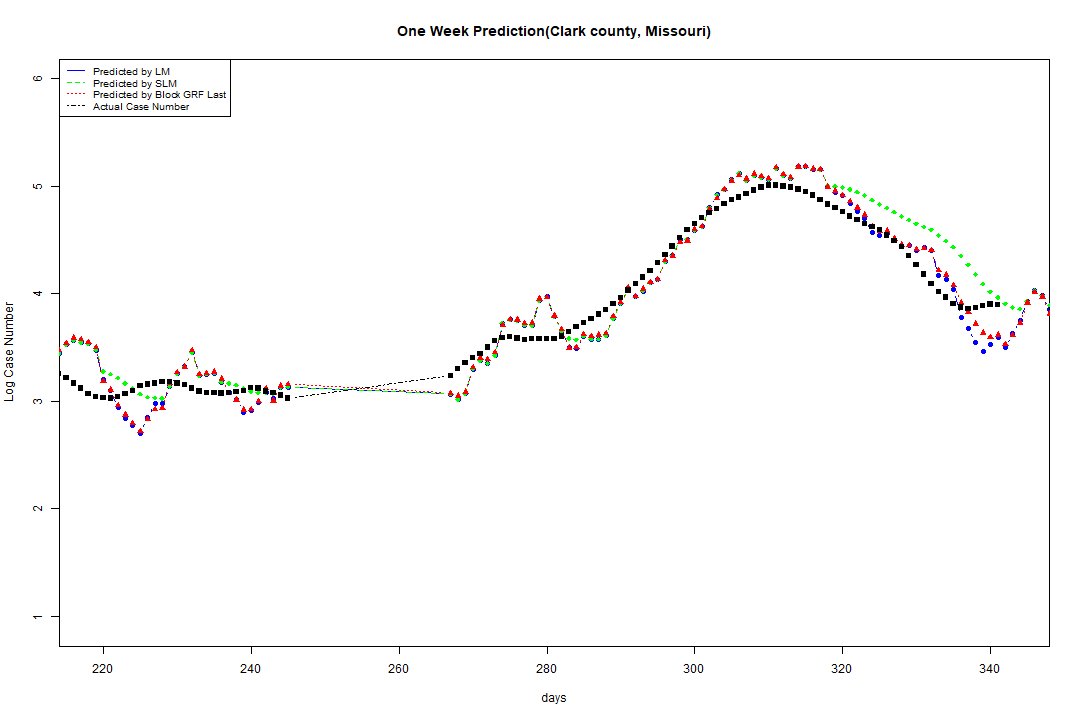 One Week Prediction(Clark county, Missouri)
Predicted by LM
Predicted by SLM
Predicted by Block GRF Last
Actual Case Number
6
5
4
3
2
1
Log Case Number
220 240 260 280 300 320 340
days